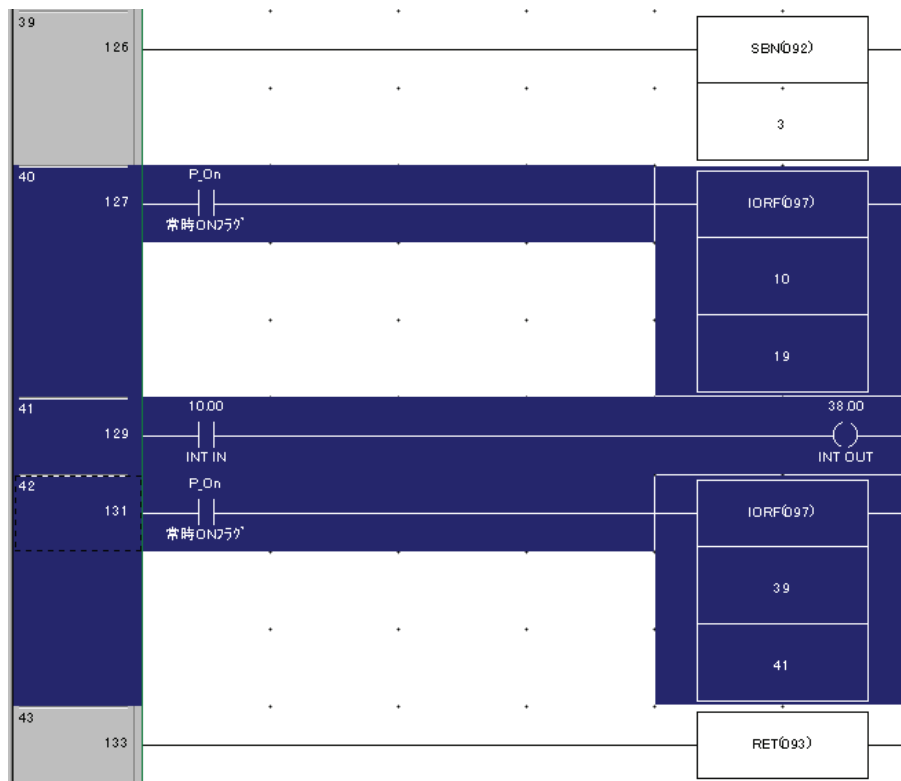 39
126
SBN(092)
3
40
P_On
127
IORF(097)
常時ONﾌﾗｸﾞ
10
19
41
10.00
38.00
129
INT IN
INT OUT
42
P_On
131
IORF(097)
常時ONﾌﾗｸﾞ
39
41
43
133
RET(093)